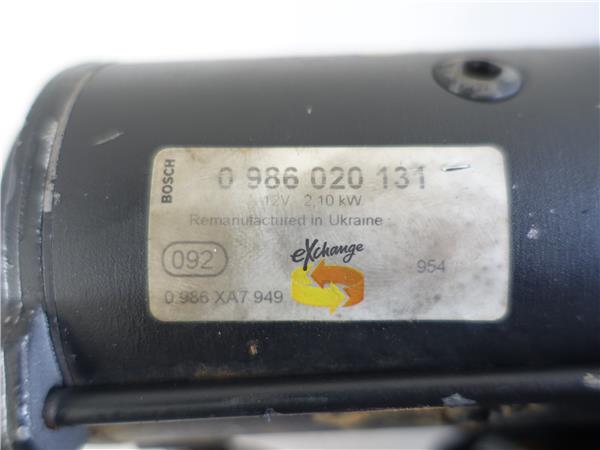 BOSCH
0 986 020 131
12V 2,10 kW
Remanufactured in Ukraine
eXchange
092
954
0 986 XA7 949